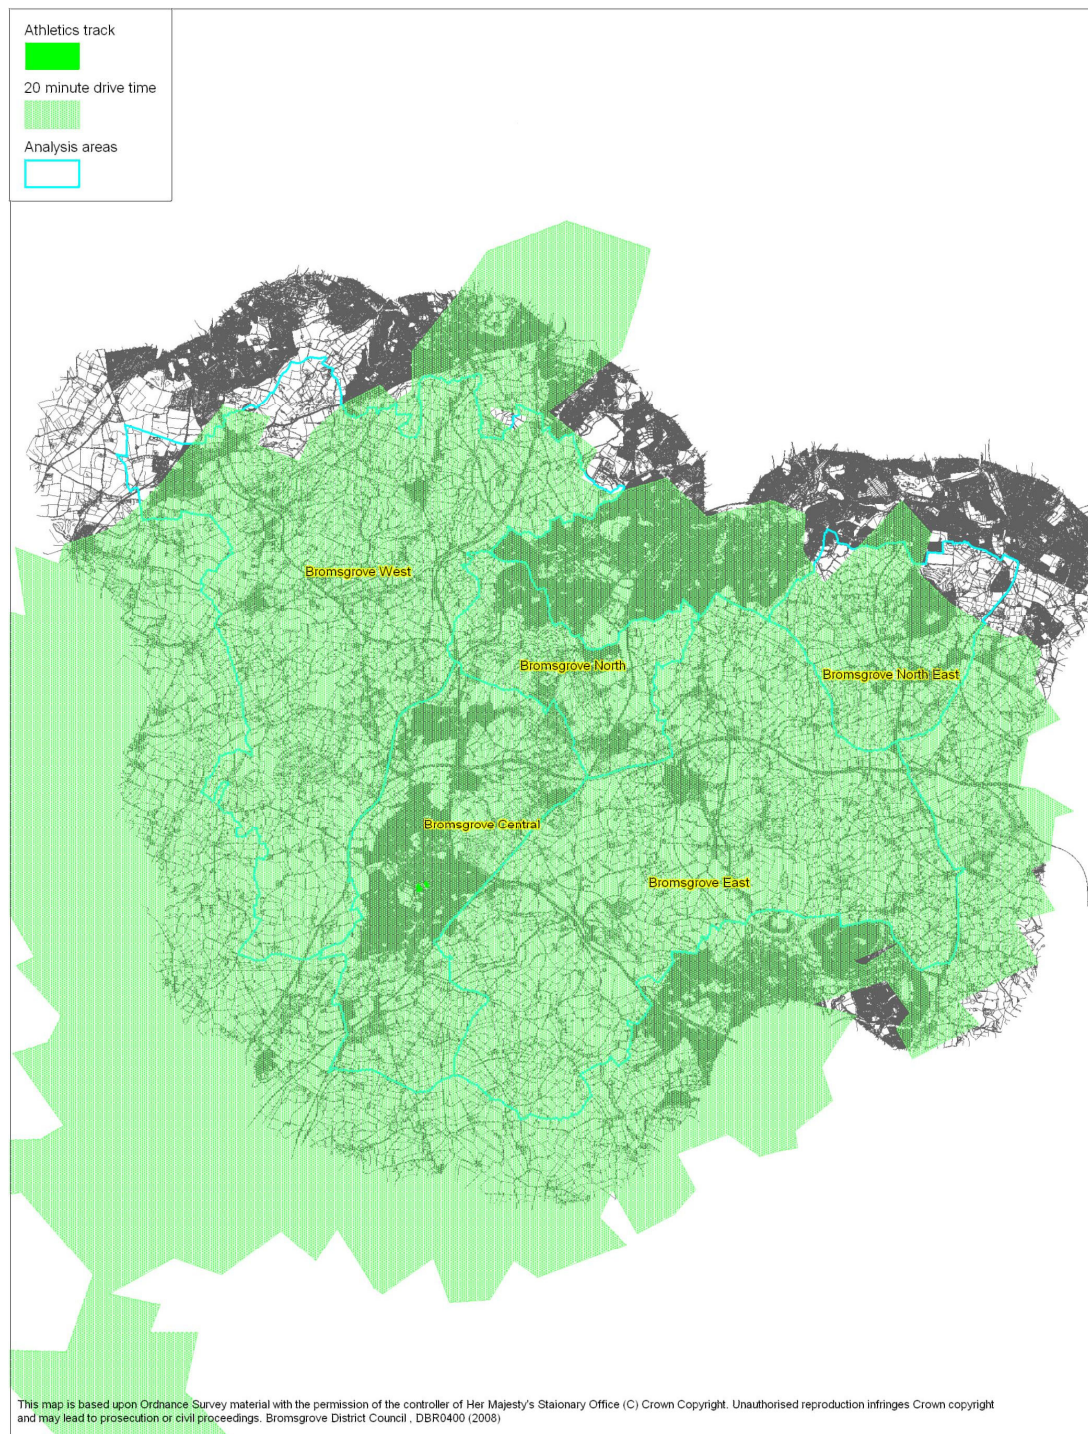 Athletics track
20 minute drive time
Analysis areas
Bromsgrove West
Bromsgrove North
Bromsgrove North East
Bromsgrove Central
Bromsgrove East
This map is based upon Ordnance Survey material with the permission of the controller of Her Majesty's Staionary Office (C) Crown Copyright. Unauthorised reproduction infringes Crown copyright
and may lead to prosecution or civil proceedings. Bromsgrove District Council , DBR0400 (2008)